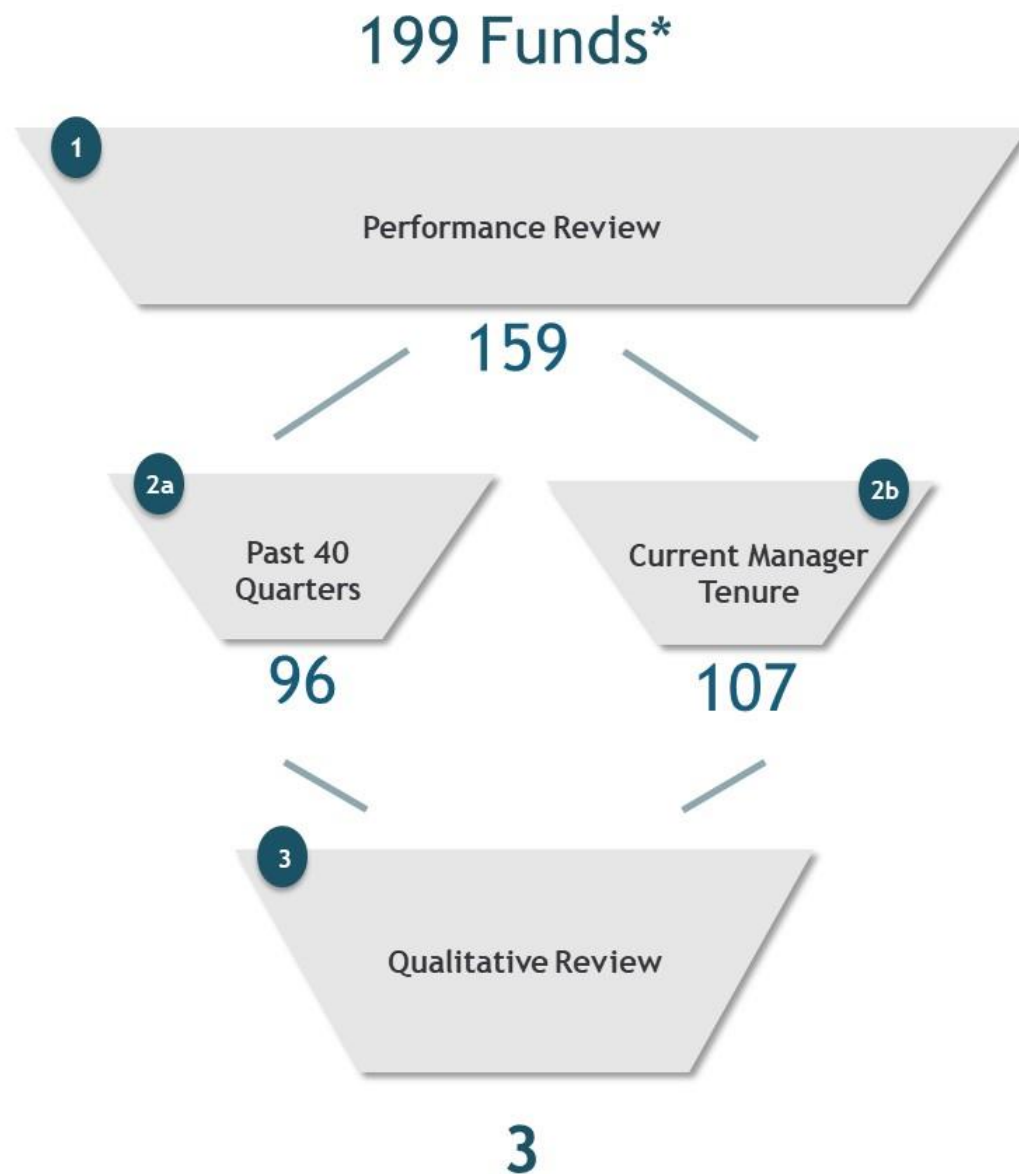 199 Funds*
1
Performance Review
159
2a
Past 40
Quarters
96
2b
Current Manager
Tenure
107
3
Qualitative Review
3